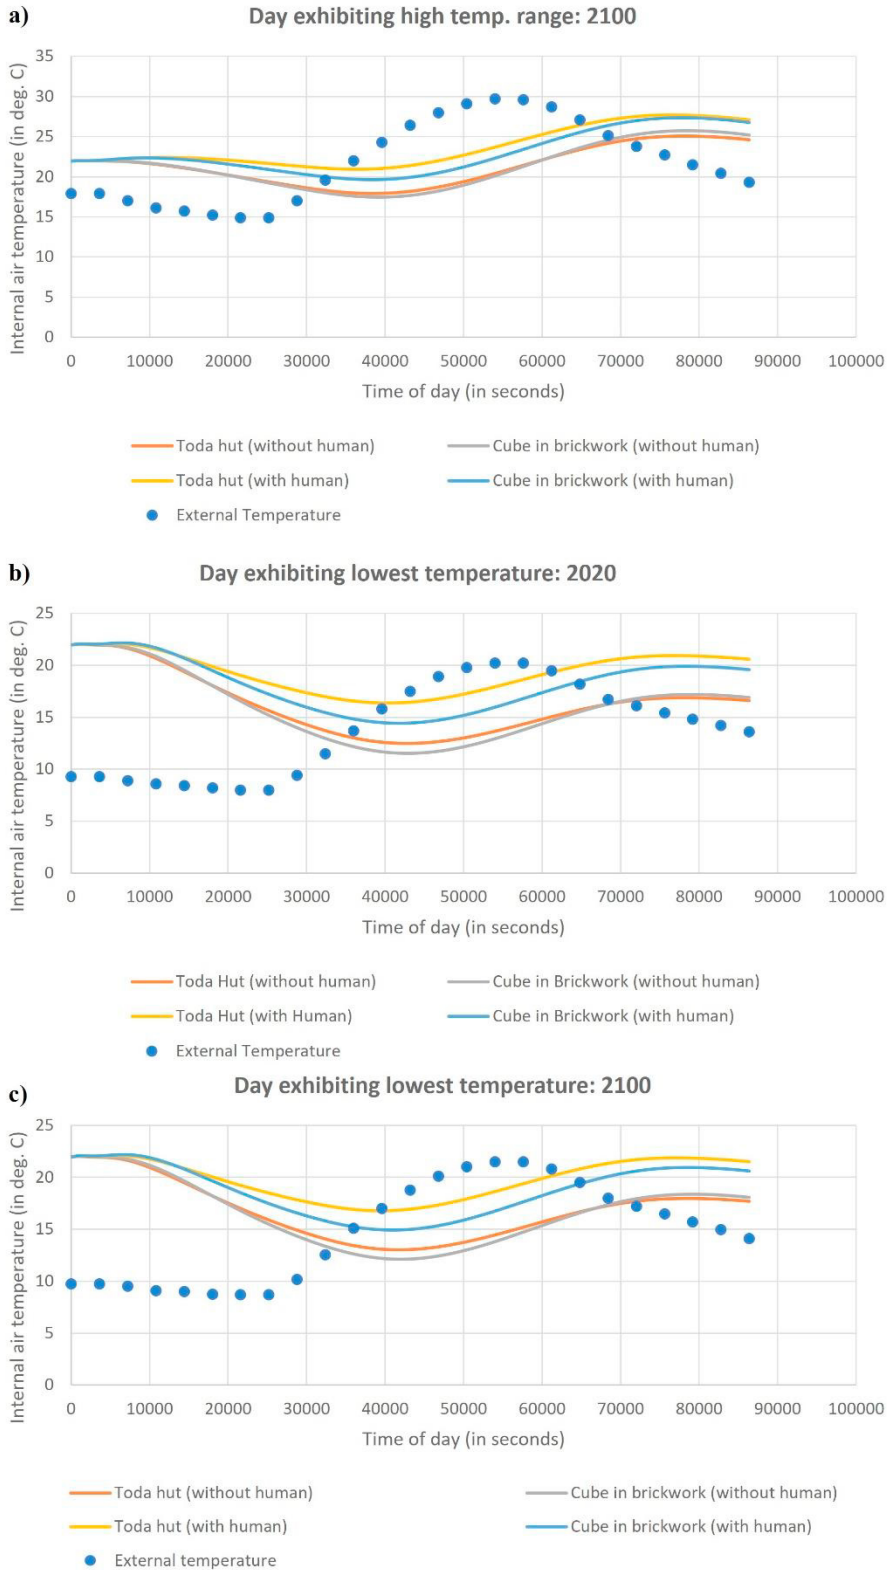 a)
Day exhibiting high temp. range: 2100
Internal air temperature (in deg. C)
35
30
25
20
15
10
5
0
0 10000 20000 30000 40000 50000 60000 70000 80000 90000 100000
Time of day (in seconds)
Toda hut (without human) Cube in brickwork (without human)
Toda hut (with human) Cube in brickwork (with human)
External Temperature
b)
Day exhibiting lowest temperature: 2020
Internal air temperature (in deg. C)
25
20
15
10
5
0
0 10000 20000 30000 40000 50000 60000 70000 80000 90000 100000
Time of day (in seconds)
Toda Hut (without human) Cube in Brickwork (without human)
Toda Hut (with Human) Cube in Brickwork (with human)
External Temperature
c)
Day exhibiting lowest temperature: 2100
Internal air temperature (in deg. C)
25
20
15
10
5
0
0 10000 20000 30000 40000 50000 60000 70000 80000 90000 100000
Time of day (in seconds)
Toda hut (without human) Cube in brickwork (without human)
Toda hut (with human) Cube in brickwork (with human)
External temperature